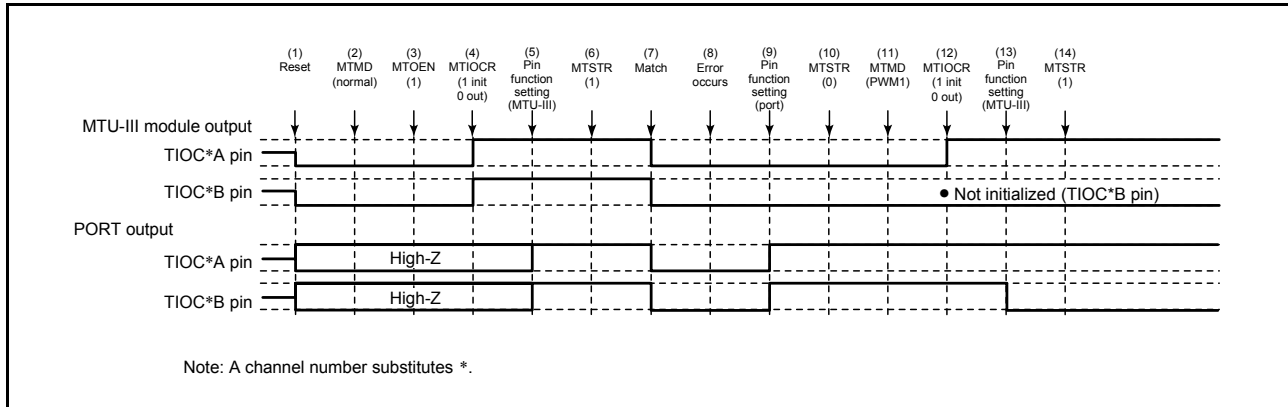 (1) (2) (3) (4) (5) (6) (7) (8) (9) (10) (11) (12) (13) (14)
Reset MTMD MTOEN MTIOCR Pin MTSTR Match Error Pin MTSTR MTMD MTIOCR Pin MTSTR
(normal) (1) (1 init function (1) occurs function (0) (PWM1) (1 init function (1)
0 out) setting setting 0 out) setting
(MTU-III) (port) (MTU-III)
MTU-III module output
TIOC*A pin
TIOC*B pin
● Not initialized (TIOC*B pin)
PORT output
TIOC*A pin
High-Z
TIOC*B pin
High-Z
Note: A channel number substitutes *.